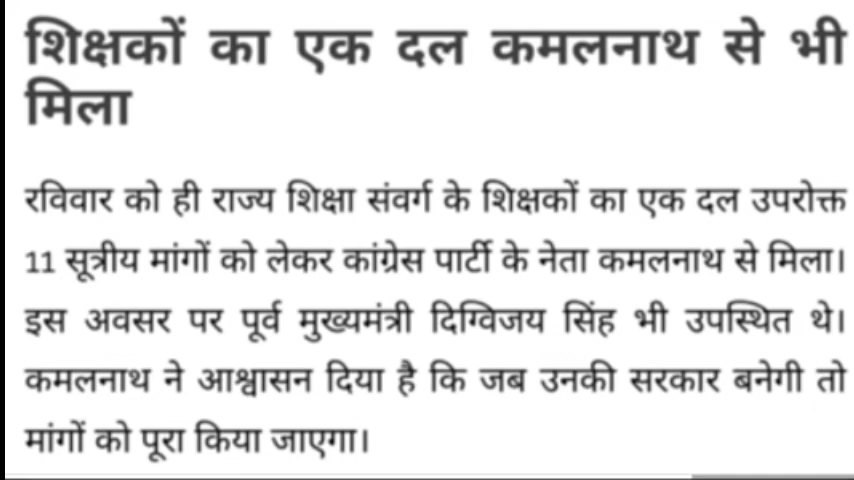 शिक्षकों का एक दल कमलनाथ से भी
मिला
रविवार को ही राज्य शिक्षा संवर्ग के शिक्षकों का एक दल उपरोक्त
11 सूत्रीय मांगों को लेकर कांग्रेस पार्टी के नेता कमलनाथ से मिला।
इस अवसर पर पूर्व मुख्यमंत्री दिग्विजय सिंह भी उपस्थित थे।
कमलनाथ ने आश्वासन दिया है कि जब उनकी सरकार बनेगी तो
मांगों को पूरा किया जाएगा।